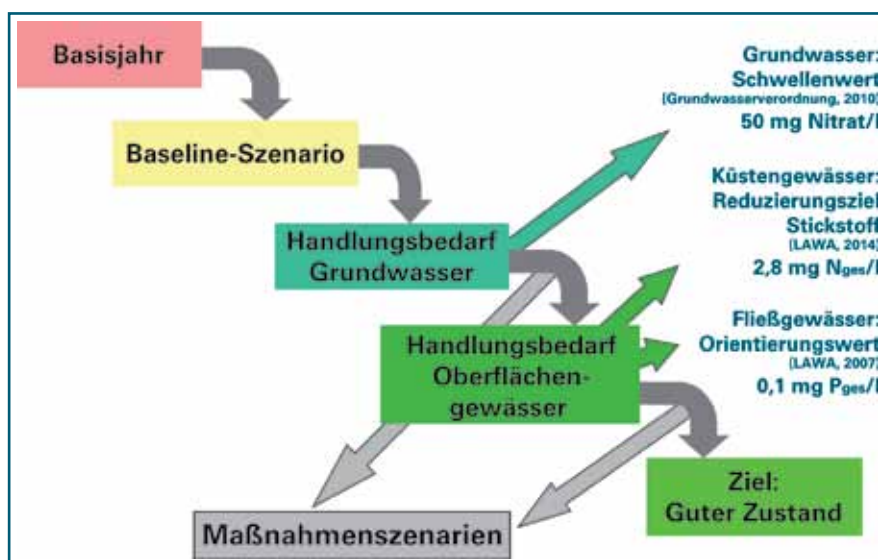 Basisjahr
Baseline-Szenario
Handlungsbedarf
Grundwasser
Handlungsbedarf
Oberflächen-
gewässer
Ziel:
Guter Zustand
Maßnahmenszenarien
Grundwasser:
Schwellenwert
(Grundwasserverordnung, 2010)
50 mg Nitrat/l
Küstengewässer:
Reduzierungsziel
Stickstoff
(LAWA, 2014)
2,8 mg Nges/l
Fließgewässer:
Orientierungswert
(LAWA, 2007)
0,1 mg Pges/l